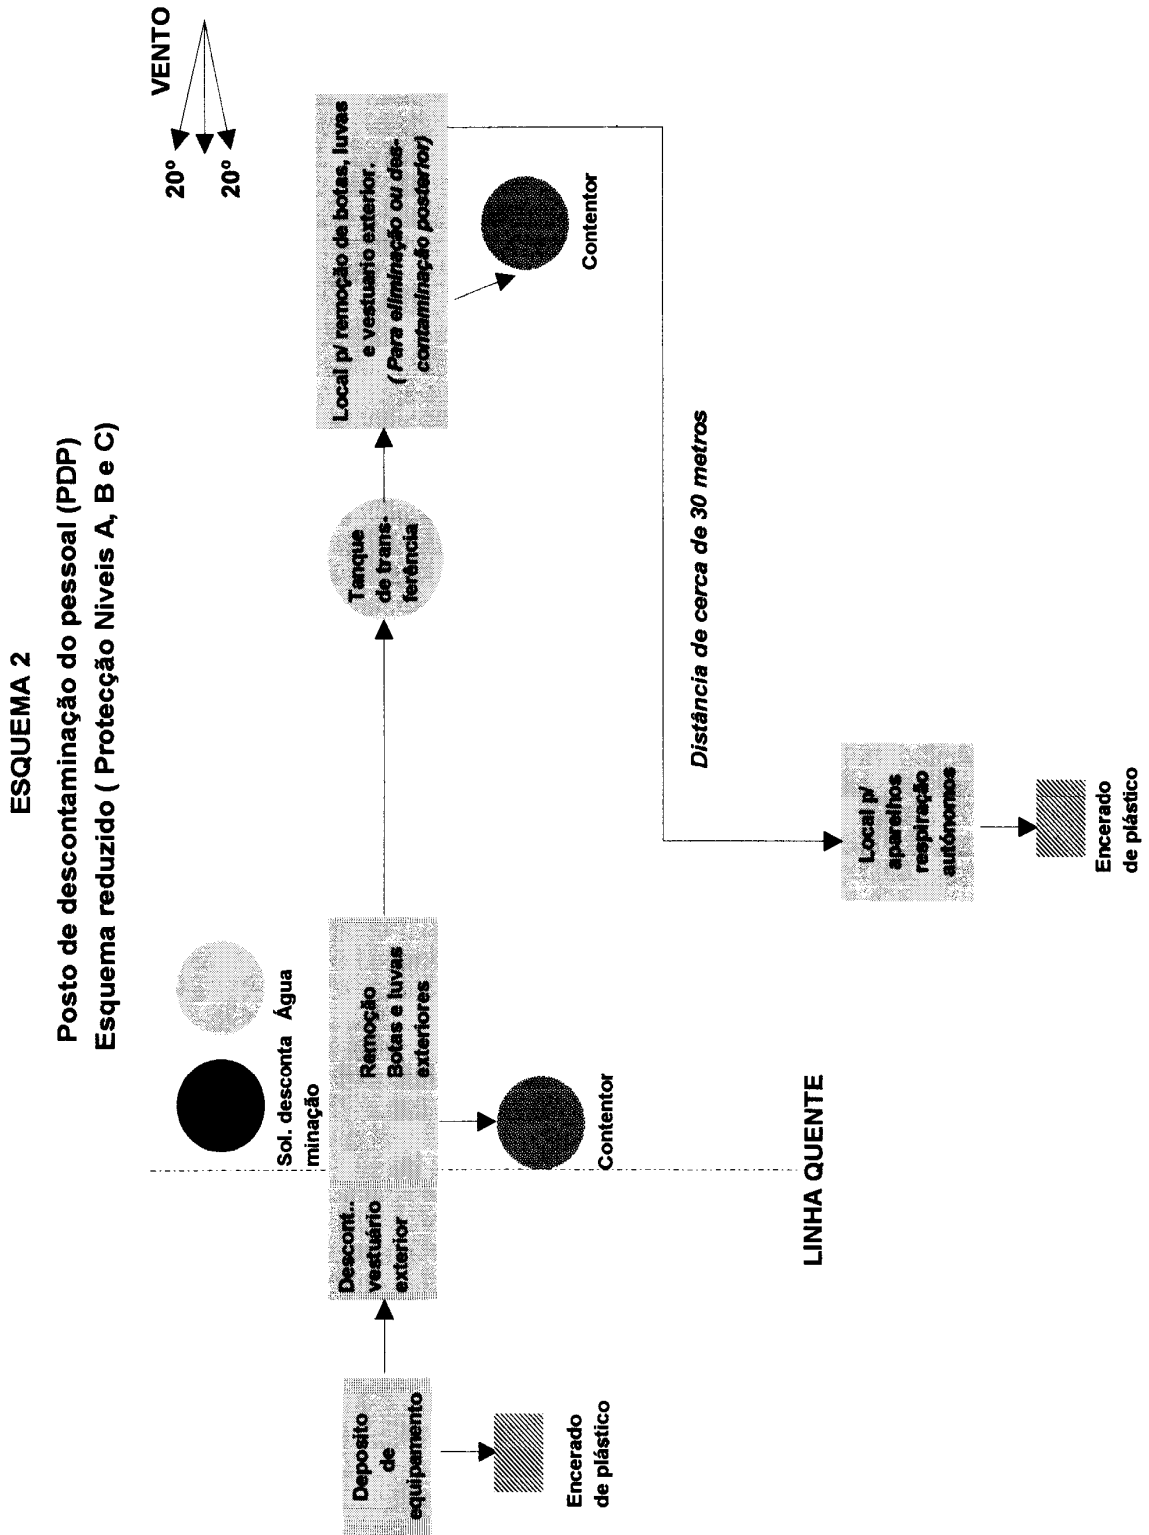 ESQUEMA 2
Posto de descontaminação do pessoal (PDP)
Esquema reduzido ( Protecção Niveis A, B e C)
VENTO
20º
20º
Sol. desconta
minação
Água
Deposito
de
equipamento
Encerado
de plástico
Descont..
vestuário
exterior
Remoção
Botas e luvas
exteriores
Contentor
LINHA QUENTE
Tanque
de trans-
ferência
Local p/ remoção de botas, luvas
e vestuário exterior.
( Para eliminação ou des-
contaminação posterior)
Contentor
Distância de cerca de 30 metros
Local p/
aparelhos
respiração
autónomos
Encerado
de plástico